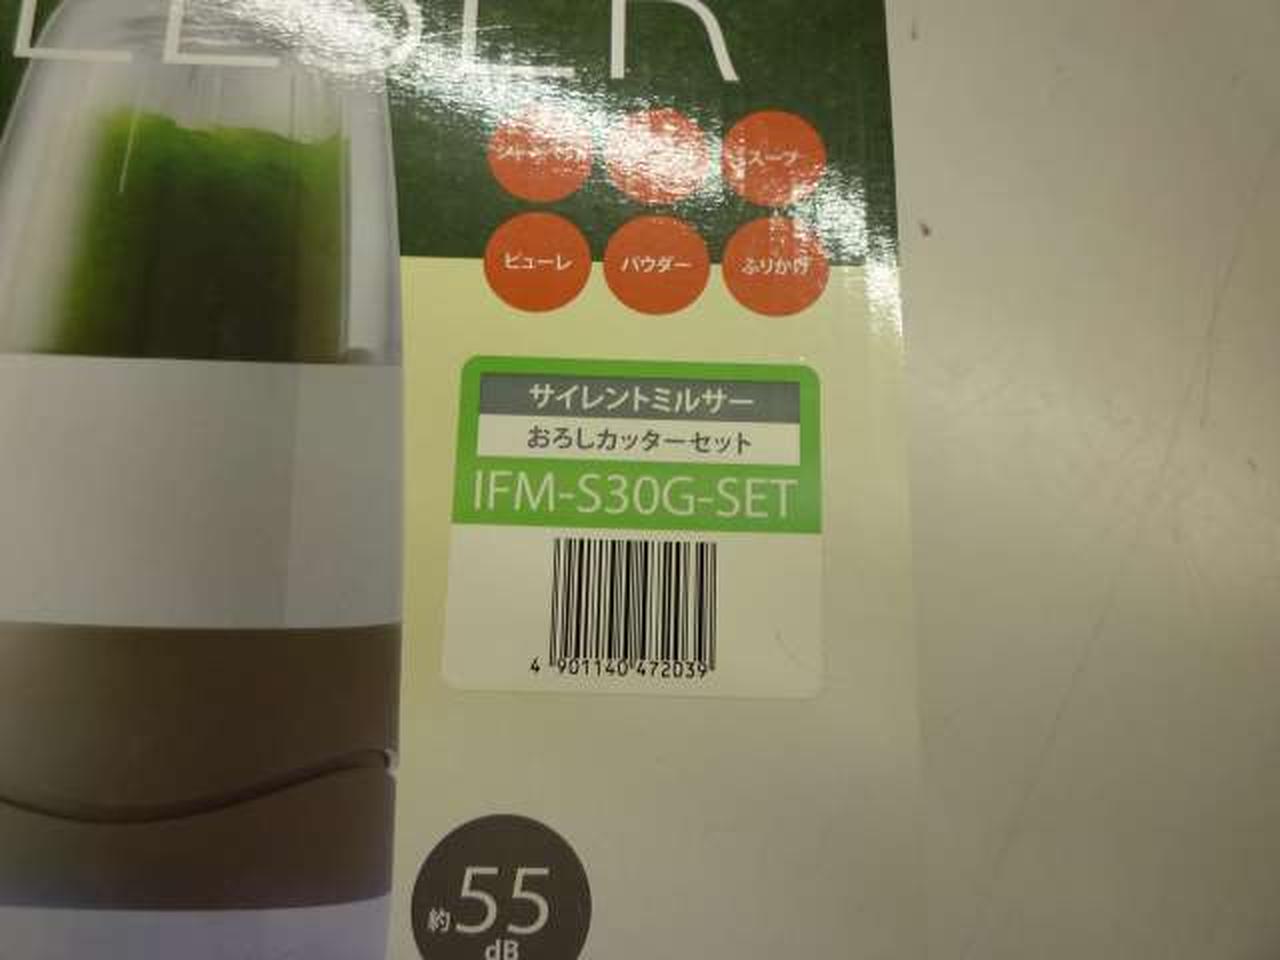 スープ
ピューレ
パウダー
ふりかけ
サイレントミルサー
おろしカッターセット
IFM-S30G-SET
4 901140 472039
約55
dB